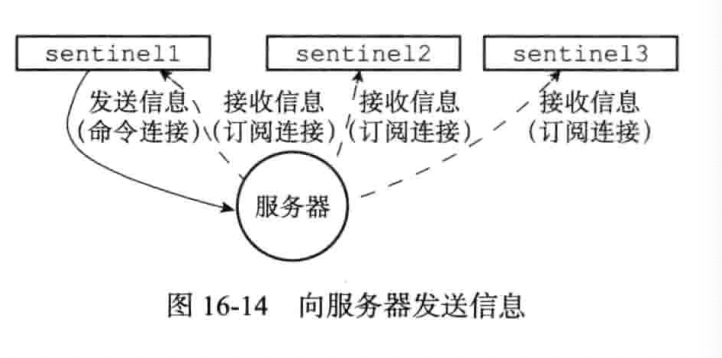 sentinel1 sentinel2 sentinel3
发送信息 接收信息 接收信息 接收信息
(命令连接)(订阅连接)(订阅连接) (订阅连接)
服务器
图 16-14 向服务器发送信息